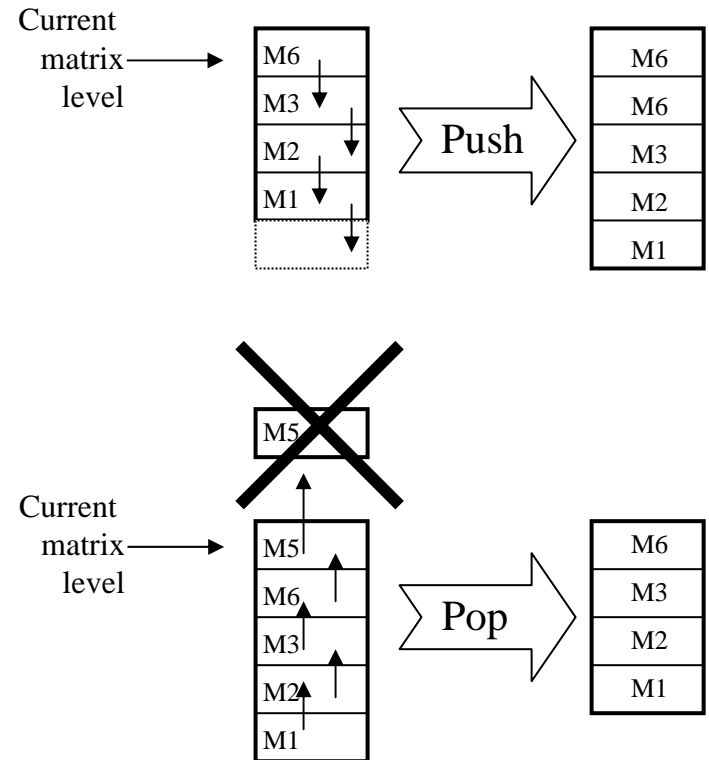 Current
matrix
level
M6
M3
M2
M1
Push
M6
M6
M3
M2
M1
M5
Current
matrix
level
M5
M6
M3
M2
M1
Pop
M6
M3
M2
M1